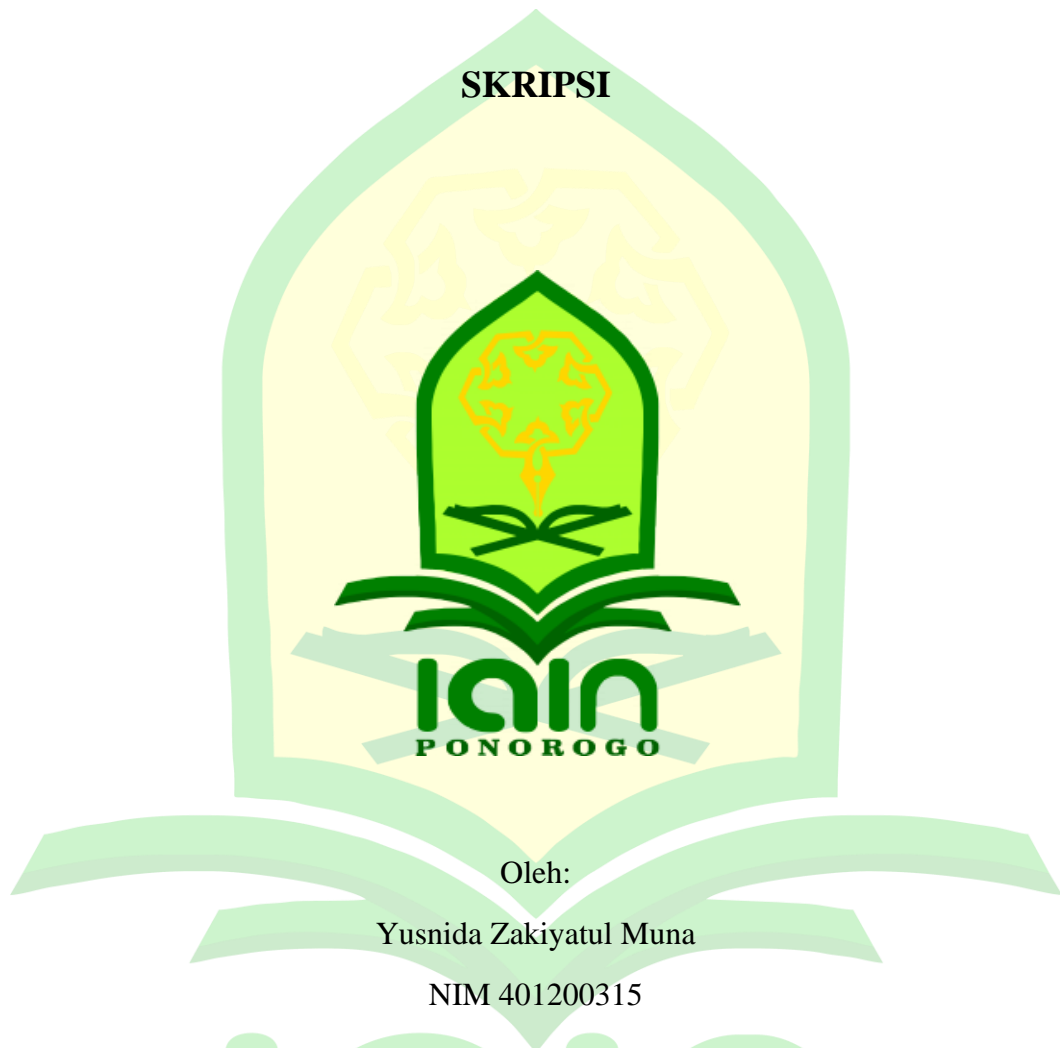 SKRIPSI
IAIN
PONOROGO
Oleh:
Yusnida Zakiyatul Muna
NIM 401200315